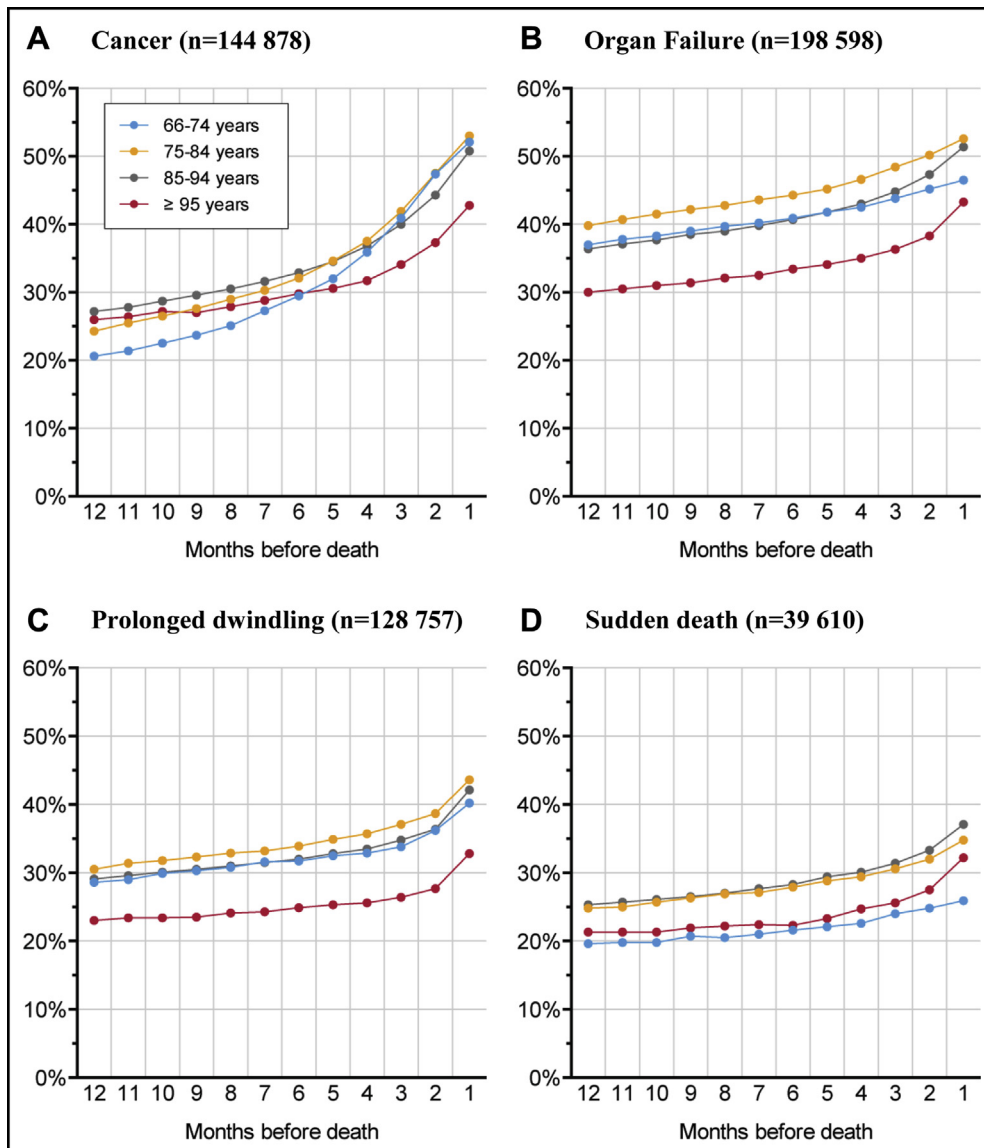 A Cancer (n=144 878)
60%
50%
40%
30%
20%
10%
0%
66-74 years
75-84 years
85-94 years
≥ 95 years
12 11 10 9 8 7 6 5 4 3 2 1
Months before death
B Organ Failure (n=198 598)
60%
50%
40%
30%
20%
10%
0%
12 11 10 9 8 7 6 5 4 3 2 1
Months before death
C Prolonged dwindling (n=128 757)
60%
50%
40%
30%
20%
10%
0%
12 11 10 9 8 7 6 5 4 3 2 1
Months before death
D Sudden death (n=39 610)
60%
50%
40%
30%
20%
10%
0%
12 11 10 9 8 7 6 5 4 3 2 1
Months before death